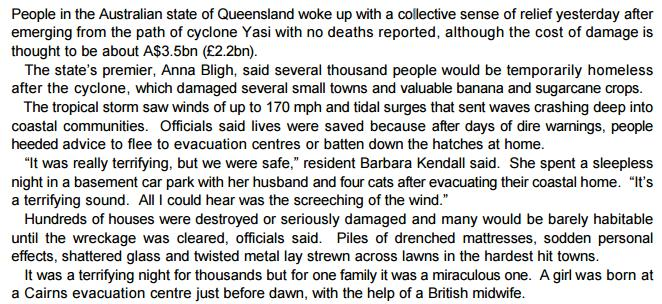 People in the Australian state of Queensland woke up with a collective sense of relief yesterday after
emerging from the path of cyclone Yasi with no deaths reported, although the cost of damage is
thought to be about A$3.5bn (£2.2bn).
The state’s premier, Anna Bligh, said several thousand people would be temporarily homeless
after the cyclone, which damaged several small towns and valuable banana and sugarcane crops.
The tropical storm saw winds of up to 170 mph and tidal surges that sent waves crashing deep into
coastal communities. Officials said lives were saved because after days of dire warnings, people
heeded advice to flee to evacuation centres or batten down the hatches at home.
“It was really terrifying, but we were safe,” resident Barbara Kendall said. She spent a sleepless
night in a basement car park with her husband and four cats after evacuating their coastal home. “It’s
a terrifying sound. All I could hear was the screeching of the wind.”
Hundreds of houses were destroyed or seriously damaged and many would be barely habitable
until the wreckage was cleared, officials said. Piles of drenched mattresses, sodden personal
effects, shattered glass and twisted metal lay strewn across lawns in the hardest hit towns.
It was a terrifying night for thousands but for one family it was a miraculous one. A girl was born at
a Cairns evacuation centre just before dawn, with the help of a British midwife.